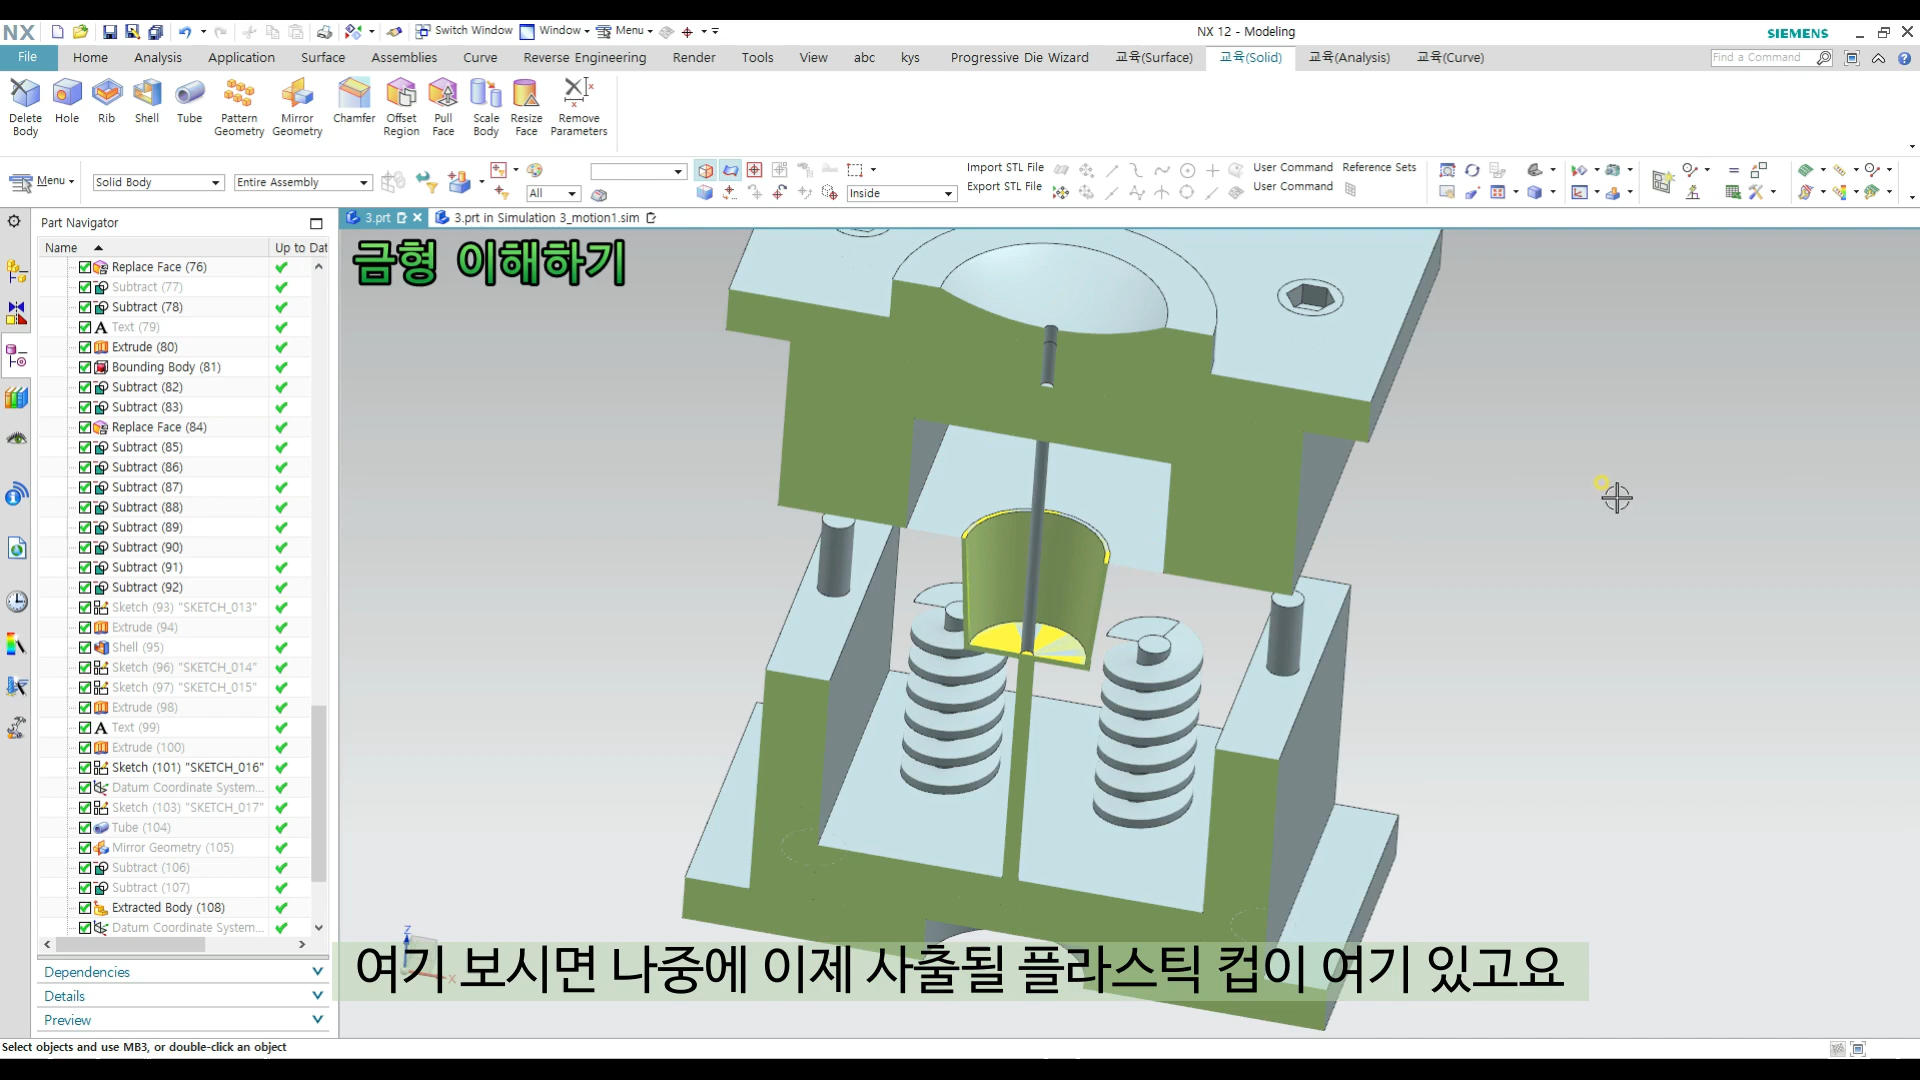 NX
Switch Window Window Menu
NX 12 - Modeling
SIEMENS
File Home Analysis Application Surface Assemblies Curve Reverse Engineering Render Tools View abc kys Progressive Die Wizard 교육(Surface) 교육(Solid) 교육(Analysis) 교육(Curve)
Find a Command
Delete Body
Hole
Rib
Shell
Tube
Pattern Geometry
Mirror Geometry
Chamfer
Offset Region
Pull Face
Scale Body
Resize Face
Remove Parameters
Menu
Solid Body
Entire Assembly
All
Inside
Import STL File
Export STL File
User Command
User Command
Reference Sets
Part Navigator
3.prt
3.prt in Simulation 3_motion1.sim
Name Up to Dat
금형 이해하기
Replace Face (76)
Subtract (77)
Subtract (78)
Text (79)
Extrude (80)
Bounding Body (81)
Subtract (82)
Subtract (83)
Replace Face (84)
Subtract (85)
Subtract (86)
Subtract (87)
Subtract (88)
Subtract (89)
Subtract (90)
Subtract (91)
Subtract (92)
Sketch (93) "SKETCH_013"
Extrude (94)
Shell (95)
Sketch (96) "SKETCH_014"
Sketch (97) "SKETCH_015"
Extrude (98)
Text (99)
Extrude (100)
Sketch (101) "SKETCH_016"
Datum Coordinate System...
Sketch (103) "SKETCH_017"
Tube (104)
Mirror Geometry (105)
Subtract (106)
Subtract (107)
Extracted Body (108)
Datum Coordinate System...
Z
X
여기 보시면 나중에 이제 사출될 플라스틱 컵이 여기 있고요
Dependencies
Details
Preview
Select objects and use MB3, or double-click an object